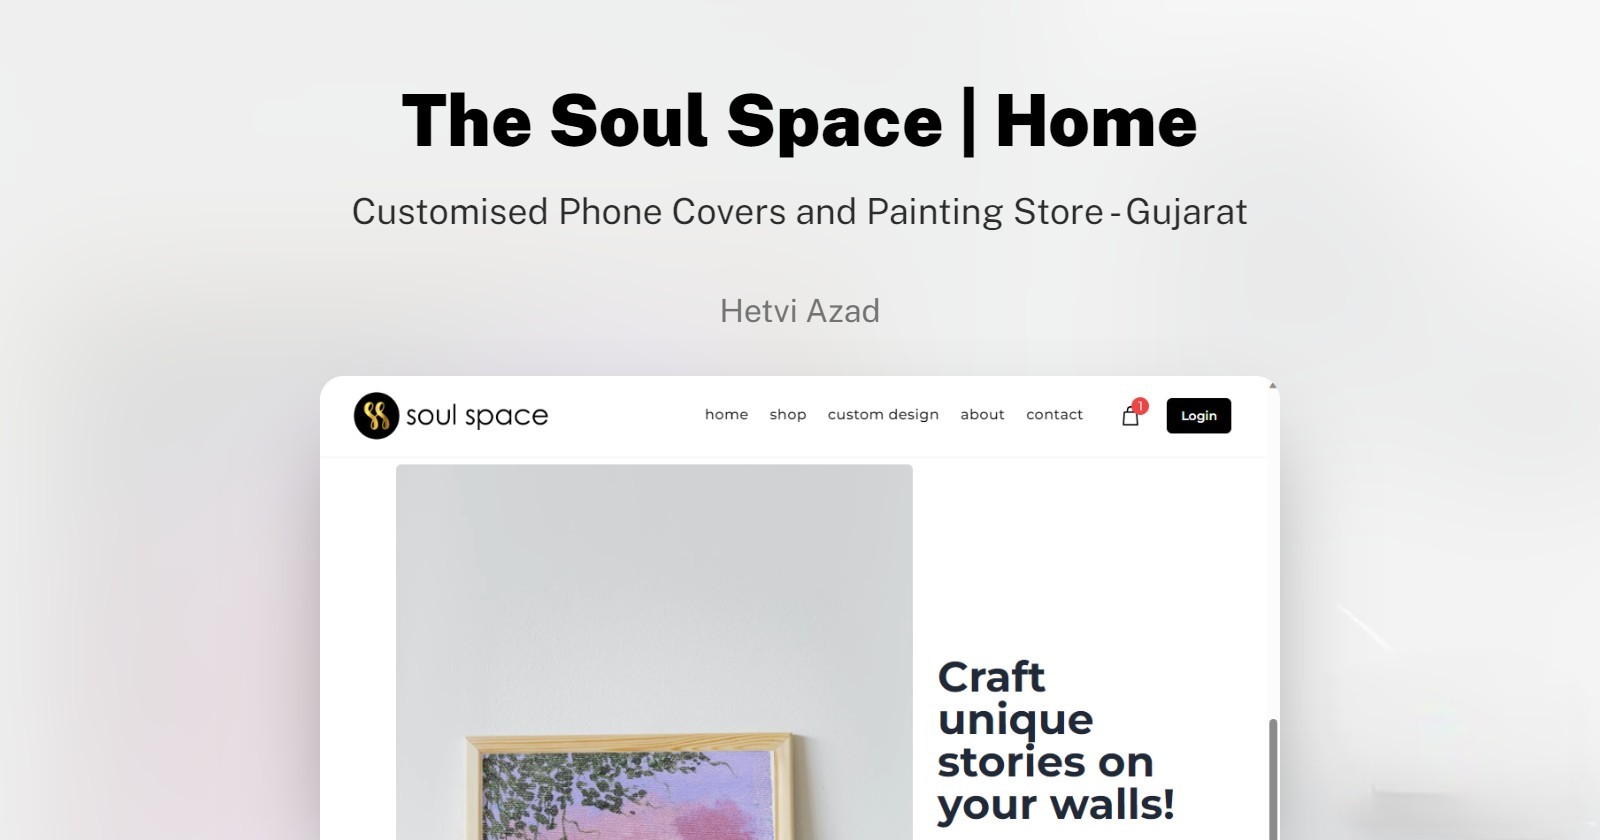 The Soul Space | Home
Customised Phone Covers and Painting Store - Gujarat
Hetvi Azad
soul space
home shop custom design about contact 1 Login
Craft
unique
stories on
your walls!